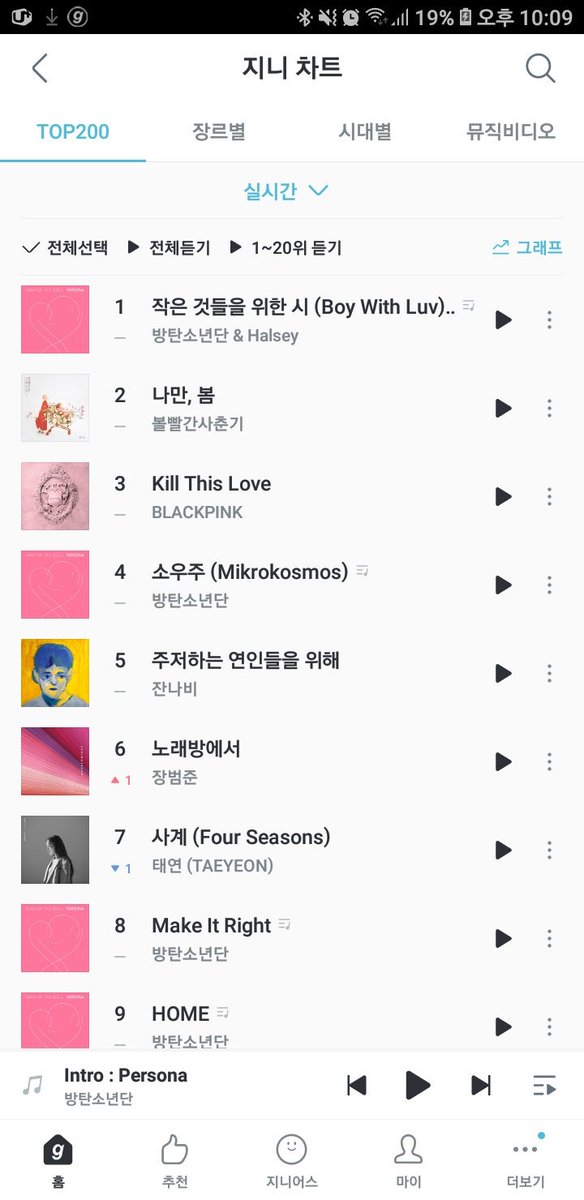 19% 오후 10:09
지니 차트
TOP200 장르별 시대별 뮤직비디오
실시간
전체선택 전체듣기 1~20위 듣기 그래프
1 작은 것들을 위한 시 (Boy With Luv)..
방탄소년단 & Halsey
2 나만, 봄
볼빨간사춘기
3 Kill This Love
BLACKPINK
4 소우주 (Mikrokosmos)
방탄소년단
5 주저하는 연인들을 위해
잔나비
6 노래방에서
1 장범준
7 사계 (Four Seasons)
1 태연 (TAEYEON)
8 Make It Right
방탄소년단
9 HOME
방탄소년단
Intro : Persona
방탄소년단
홈 추천 지니어스 마이 더보기